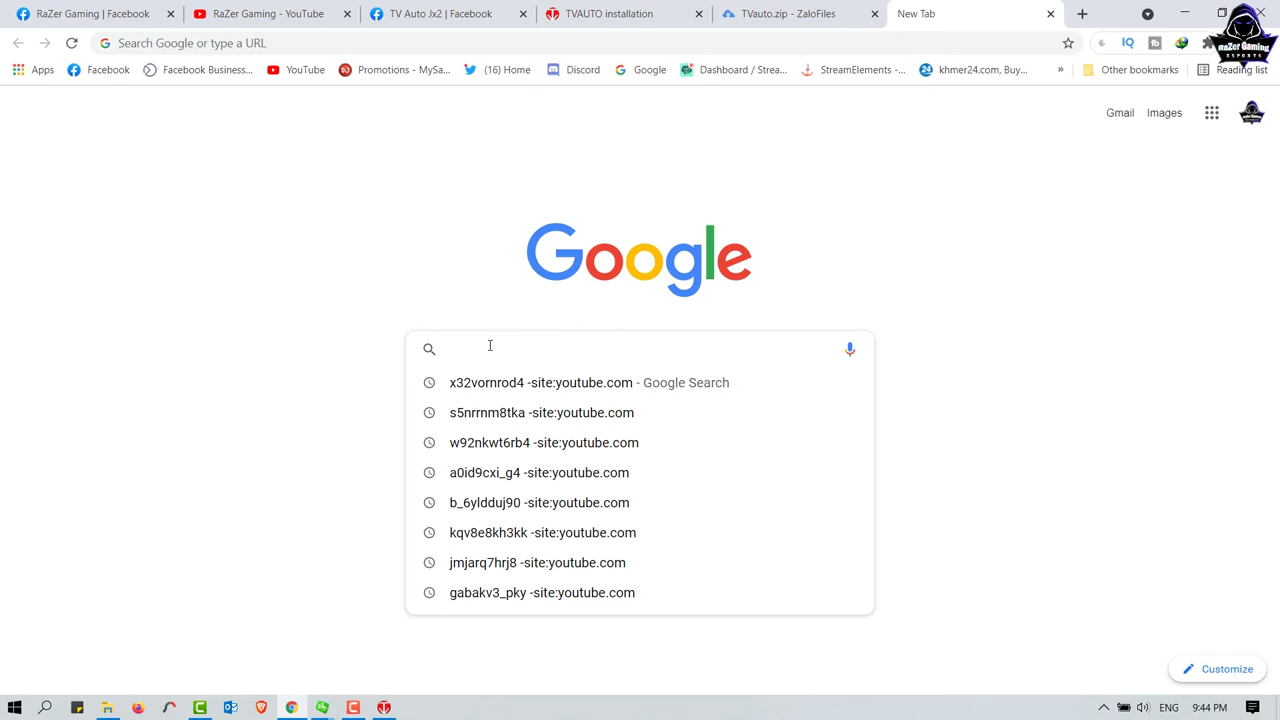 RaZer Gaming | Facebook
RaZer Gaming - YouTube
TV Auto Jx2 | Facebook
TVAUTO installation
TVauto.zip - ZaloFiles
New Tab
Search Google or type a URL
Apps
Facebook
Facebook Business...
YouTube
Promotions - MySa...
Discord
Google
Dashboard / Strea...
StreamElements -...
khmer24.com, Buy...
»
Other bookmarks
Reading list
RaZer Gaming
ESPORTS
Gmail
Images
Google
x32vornrod4 -site:youtube.com - Google Search
s5nrrnm8tka -site:youtube.com
w92nkwt6rb4 -site:youtube.com
a0id9cxi_g4 -site:youtube.com
b_6yldduj90 -site:youtube.com
kqv8e8kh3kk -site:youtube.com
jmjarq7hrj8 -site:youtube.com
gabakv3_pky -site:youtube.com
Customize
ENG
9:44 PM